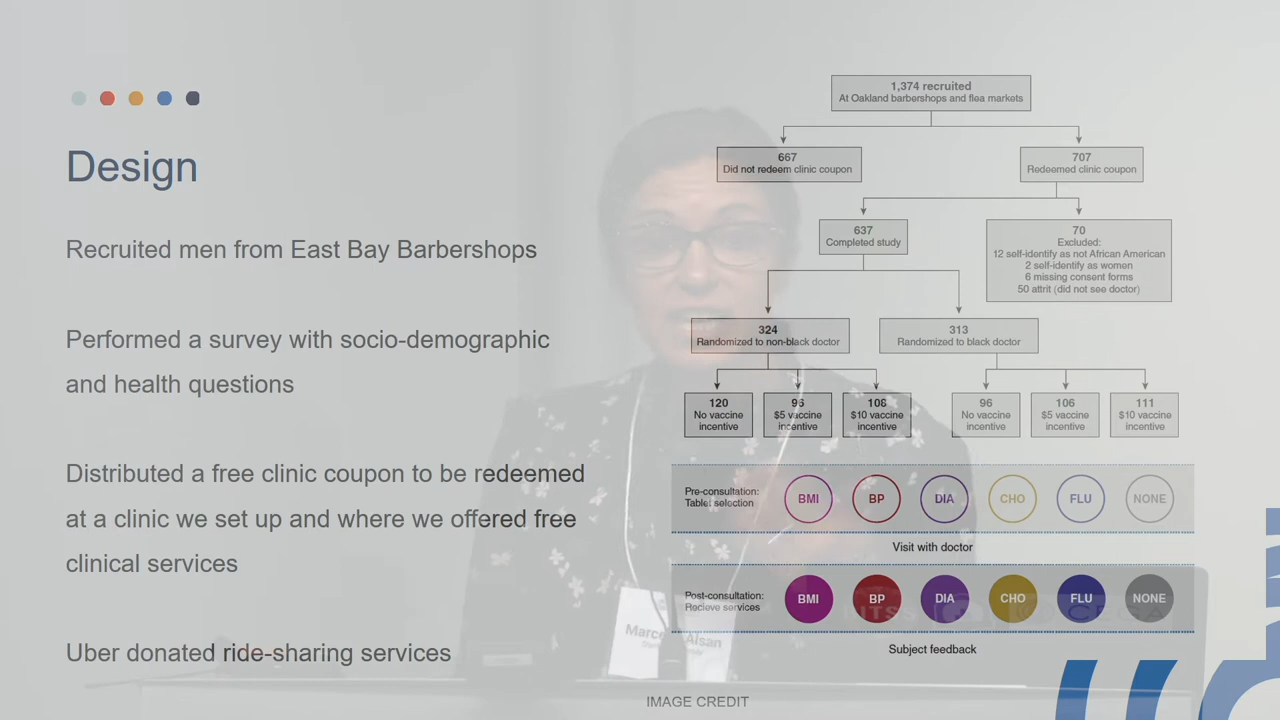 Design
Recruited men from East Bay Barbershops
Performed a survey with socio-demographic
and health questions
Distributed a free clinic coupon to be redeemed
at a clinic we set up and where we offered free
clinical services
Uber donated ride-sharing services
1,374 recruited
At Oakland barbershops and flea markets
667
Did not redeem clinic coupon
707
Redeemed clinic coupon
637
Completed study
70
Excluded:
12 self-identify as not African American
2 self-identify as women
6 missing consent forms
50 attrit (did not see doctor)
324
Randomized to non-black doctor
313
Randomized to black doctor
120
No vaccine
incentive
96
$5 vaccine
incentive
108
$10 vaccine
incentive
96
No vaccine
incentive
106
$5 vaccine
incentive
111
$10 vaccine
incentive
Pre-consultation:
Tablet selection
BMI
BP
DIA
CHO
FLU
NONE
Visit with doctor
Post-consultation:
Recieve services
BMI
BP
DIA
CHO
FLU
NONE
Subject feedback
Alsan
IMAGE CREDIT